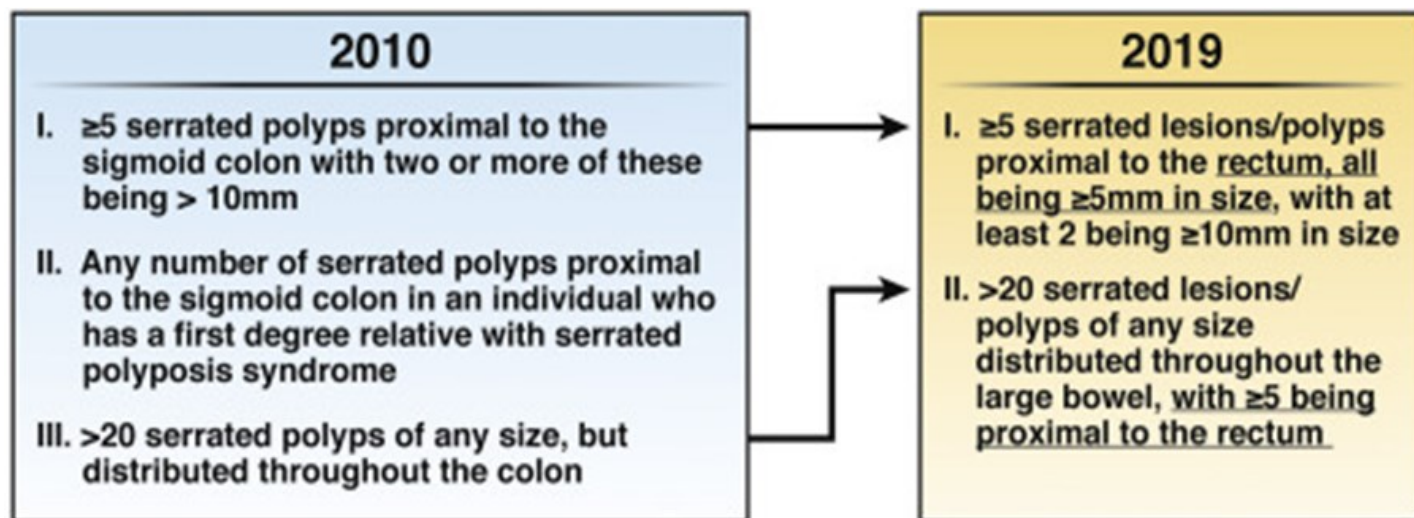 2010
I. ≥5 serrated polyps proximal to the
sigmoid colon with two or more of these
being > 10mm
II. Any number of serrated polyps proximal
to the sigmoid colon in an individual who
has a first degree relative with serrated
polyposis syndrome
III. >20 serrated polyps of any size, but
distributed throughout the colon
2019
I. ≥5 serrated lesions/polyps
proximal to the rectum, all
being ≥5mm in size, with at
least 2 being ≥10mm in size
II. >20 serrated lesions/
polyps of any size
distributed throughout the
large bowel, with ≥5 being
proximal to the rectum